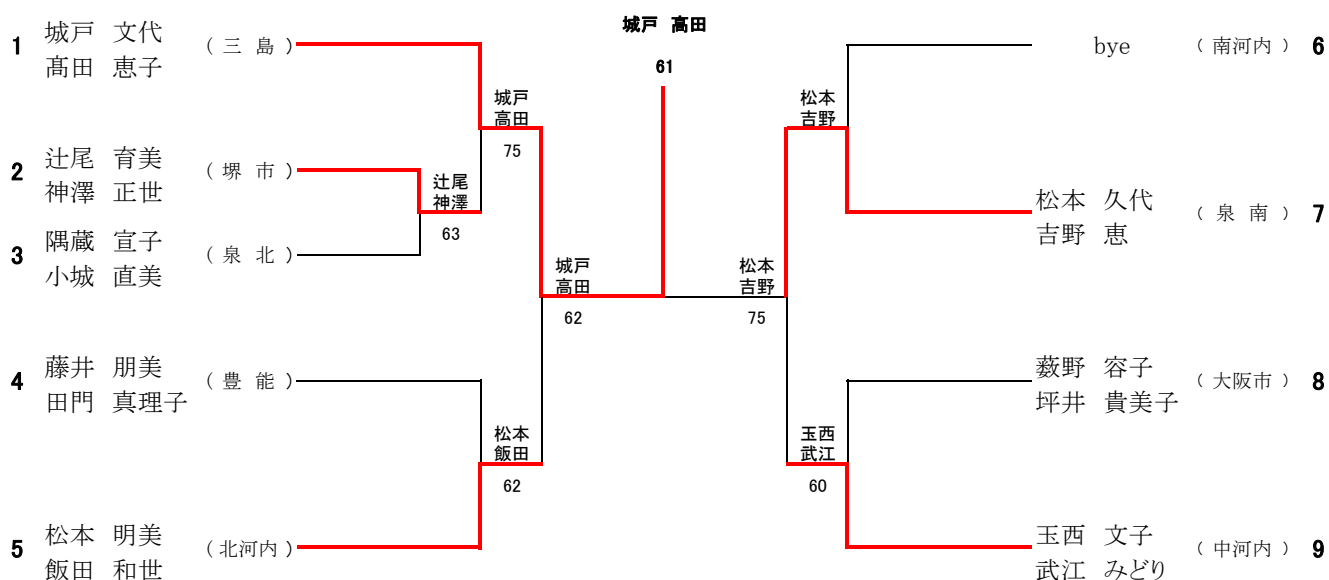 城戸 高田
61
1 城戸 文代 (三 島)
髙田 恵子
2 辻尾 育美 (堺 市)
神澤 正世
3 隅蔵 宣子 (泉 北)
小城 直美
4 藤井 朋美 (豊 能)
田門 真理子
5 松本 明美 (北河内)
飯田 和世
城戸
高田
75
辻尾
神澤
63
城戸
高田
62
松本
飯田
62
松本
吉野
松本
吉野
75
玉西
武江
60
bye (南河内) 6
松本 久代 (泉 南) 7
吉野 恵
薮野 容子 (大阪市) 8
坪井 貴美子
玉西 文子 (中河内) 9
武江 みどり